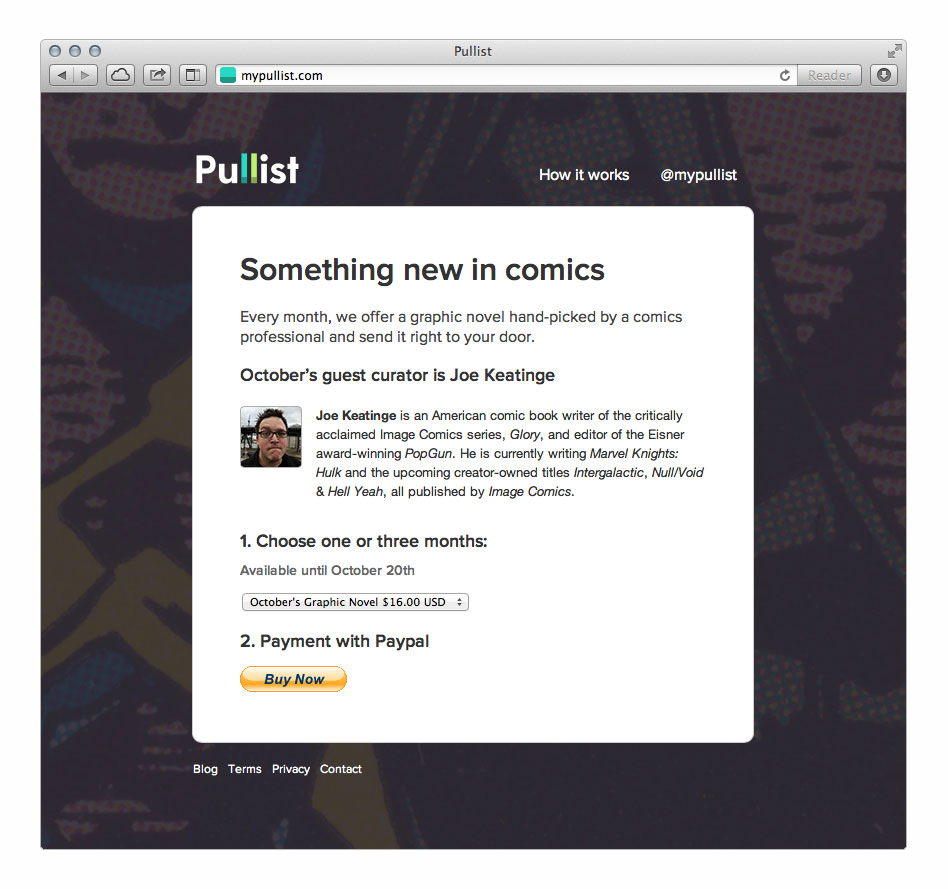 Pullist
mypullist.com
Reader
Pullist
How it works
@mypullist
Something new in comics
Every month, we offer a graphic novel hand-picked by a comics
professional and send it right to your door.
October’s guest curator is Joe Keatinge
Joe Keatinge is an American comic book writer of the critically
acclaimed Image Comics series, Glory, and editor of the Eisner
award-winning PopGun. He is currently writing Marvel Knights:
Hulk and the upcoming creator-owned titles Intergalactic, Null/Void
& Hell Yeah, all published by Image Comics.
1. Choose one or three months:
Available until October 20th
October's Graphic Novel $16.00 USD
2. Payment with Paypal
Buy Now
Blog Terms Privacy Contact